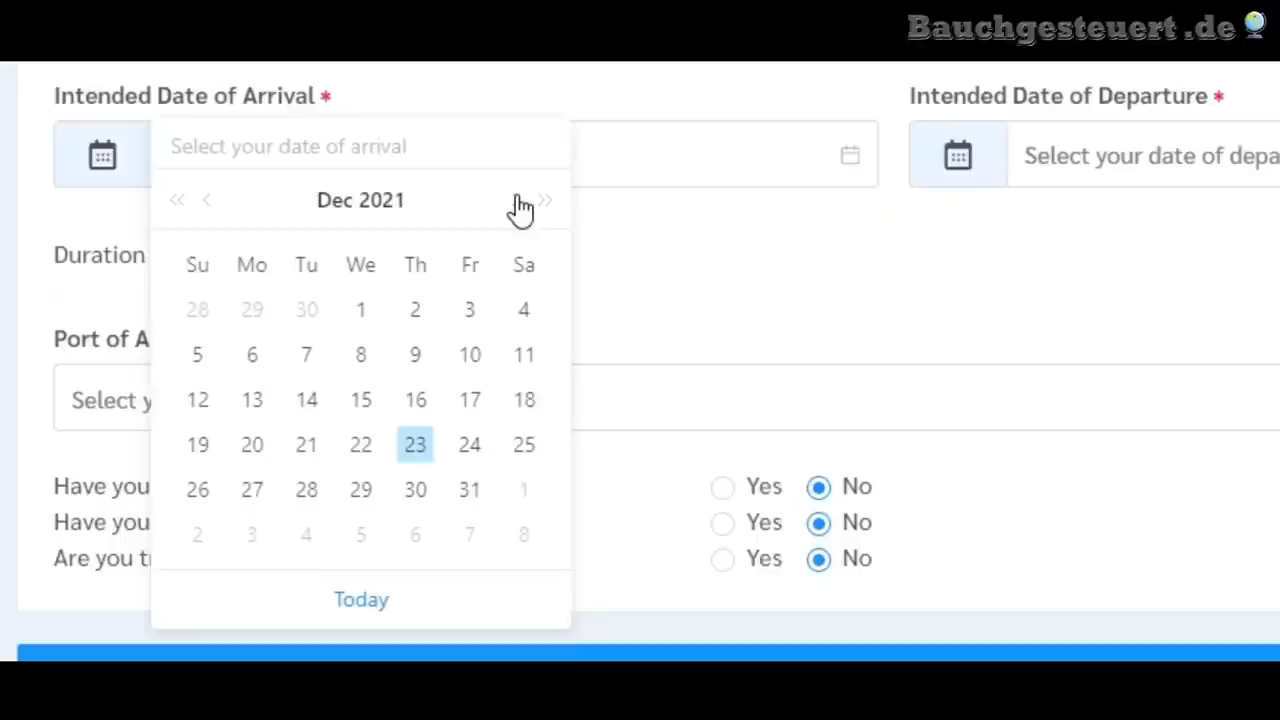 Bauchgesteuert.de
Intended Date of Arrival *
Intended Date of Departure *
Select your date of arrival
Select your date of depa
« ‹ Dec 2021 »
Duration
Su Mo Tu We Th Fr Sa
28 29 30 1 2 3 4
Port of A
5 6 7 8 9 10 11
Select y
12 13 14 15 16 17 18
19 20 21 22 23 24 25
Have you
26 27 28 29 30 31 1
Yes No
Have you
Yes No
2 3 4 5 6 7 8
Are you t
Yes No
Today